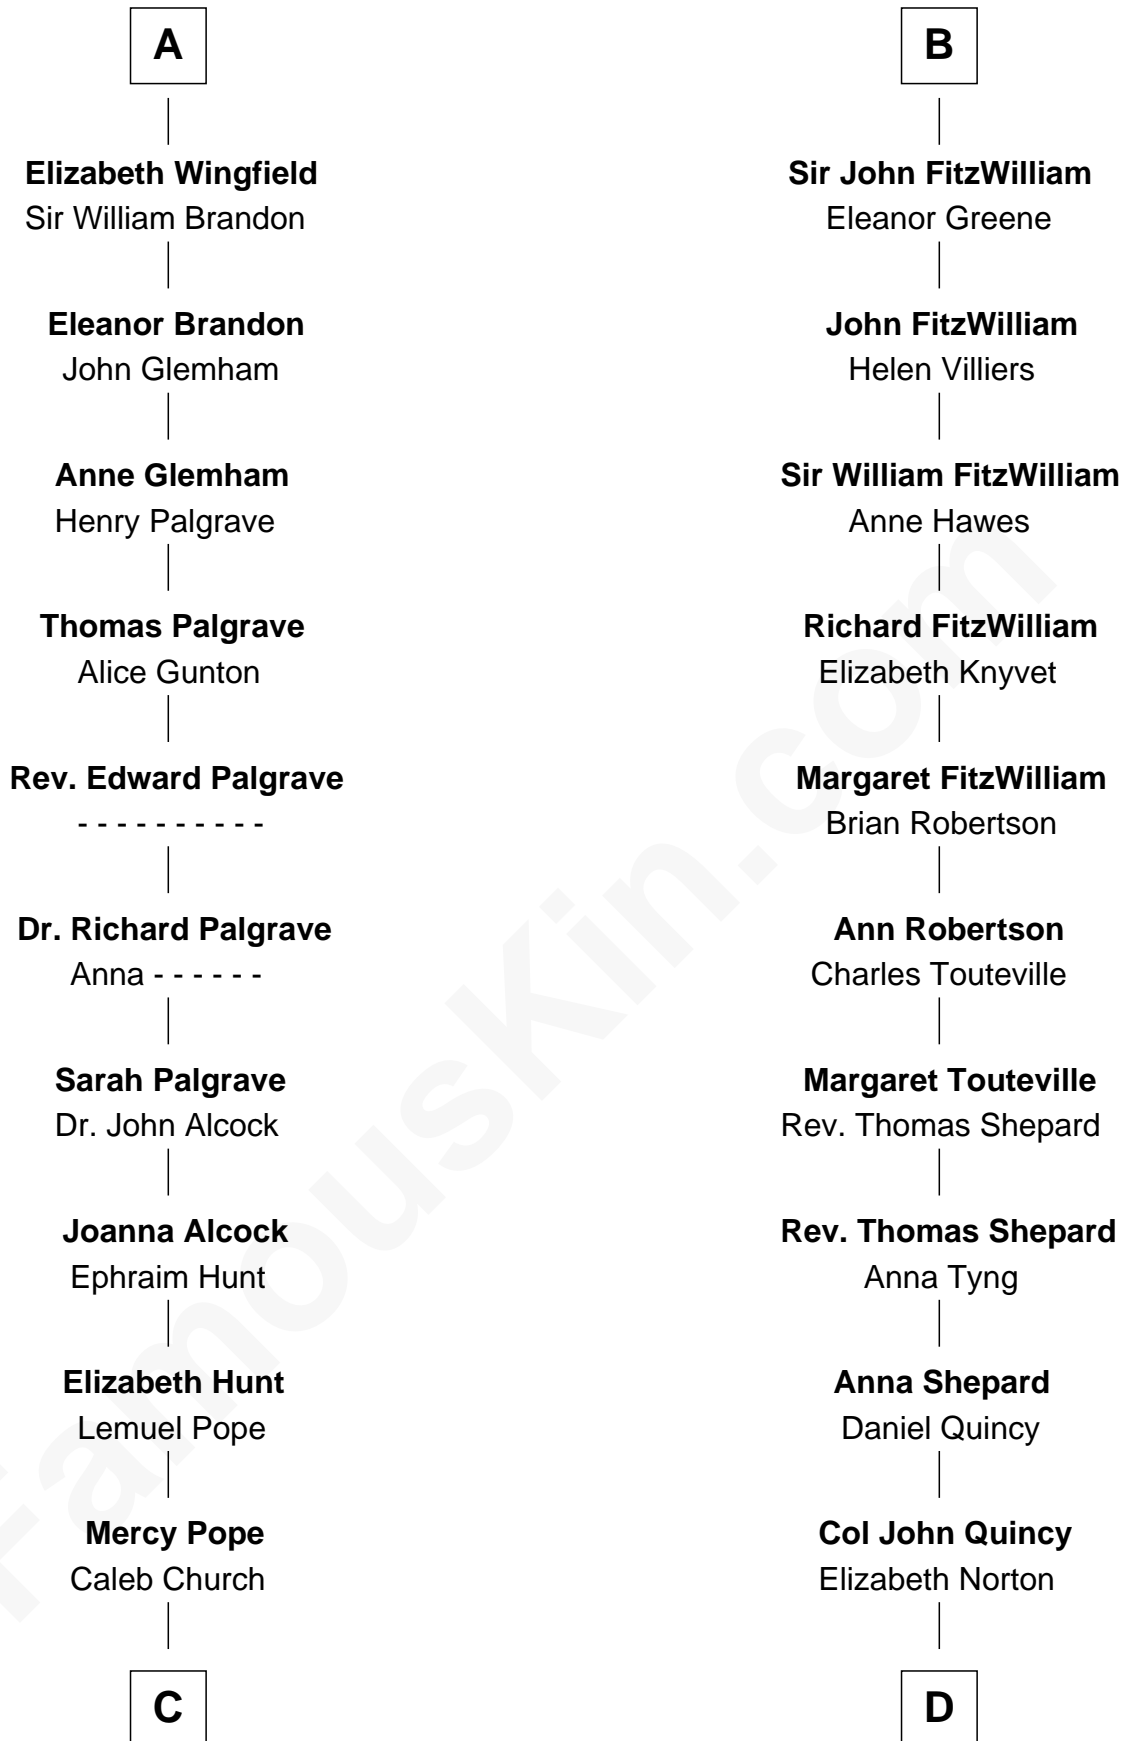 A
Elizabeth Wingfield
Sir William Brandon
Eleanor Brandon
John Glemham
Anne Glemham
Henry Palgrave
Thomas Palgrave
Alice Gunton
Rev. Edward Palgrave
- - - - - - - - - -
Dr. Richard Palgrave
Anna - - - - - -
Sarah Palgrave
Dr. John Alcock
Joanna Alcock
Ephraim Hunt
Elizabeth Hunt
Lemuel Pope
Mercy Pope
Caleb Church
C
B
Sir John FitzWilliam
Eleanor Greene
John FitzWilliam
Helen Villiers
Sir William FitzWilliam
Anne Hawes
Richard FitzWilliam
Elizabeth Knyvet
Margaret FitzWilliam
Brian Robertson
Ann Robertson
Charles Touteville
Margaret Touteville
Rev. Thomas Shepard
Rev. Thomas Shepard
Anna Tyng
Anna Shepard
Daniel Quincy
Col John Quincy
Elizabeth Norton
D
FamousKin.com